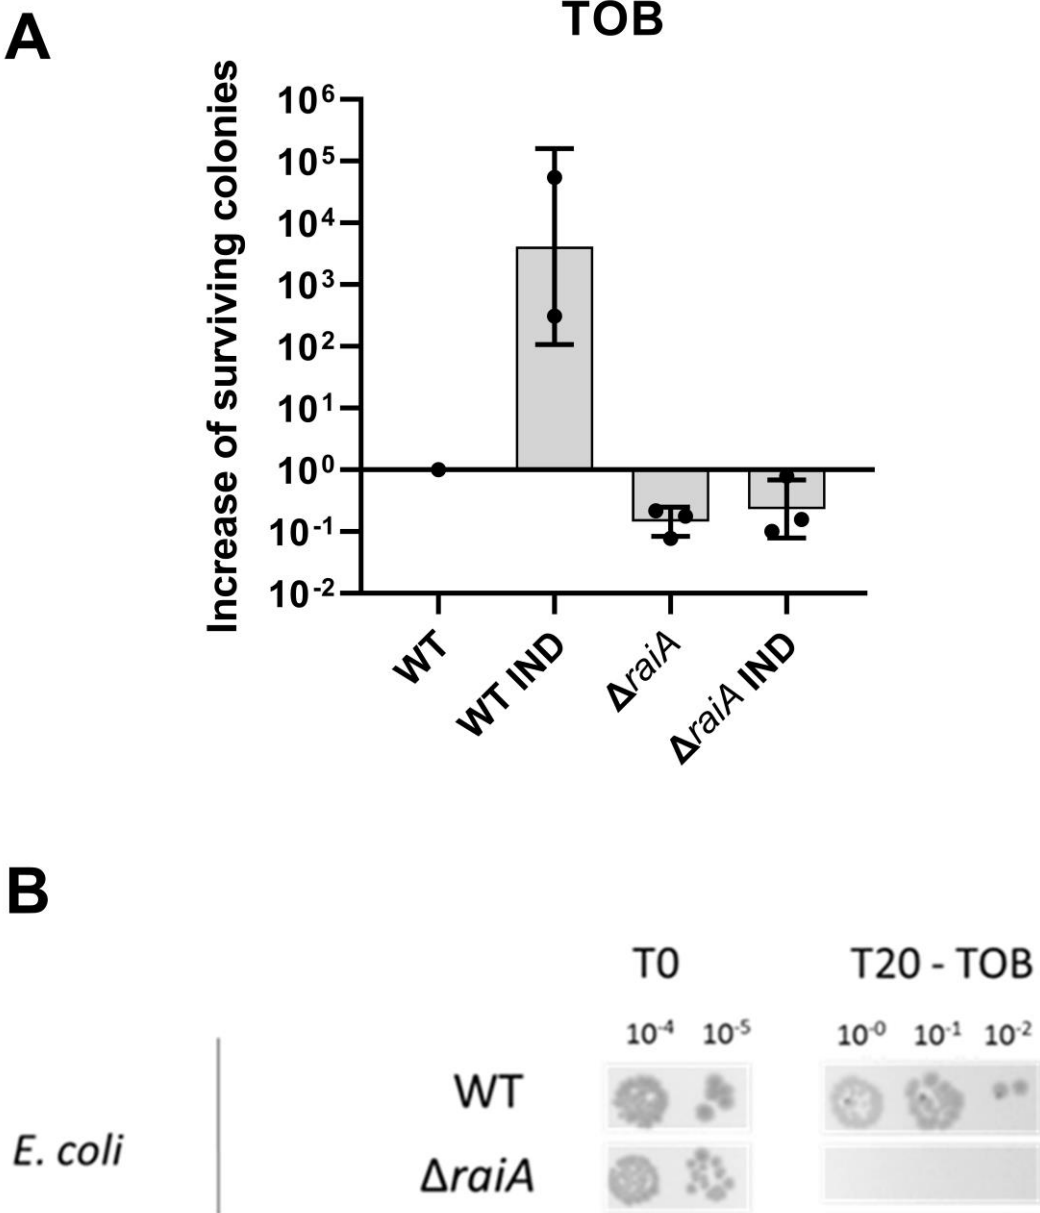 A
TOB
Increase of surviving colonies
10⁶
10⁵
10⁴
10³
10²
10¹
10⁰
10⁻¹
10⁻²
WT
WT IND
ΔraiA
ΔraiA IND
B
T0
T20 - TOB
10⁻⁴ 10⁻⁵
10⁻⁰ 10⁻¹ 10⁻²
WT
E. coli
ΔraiA